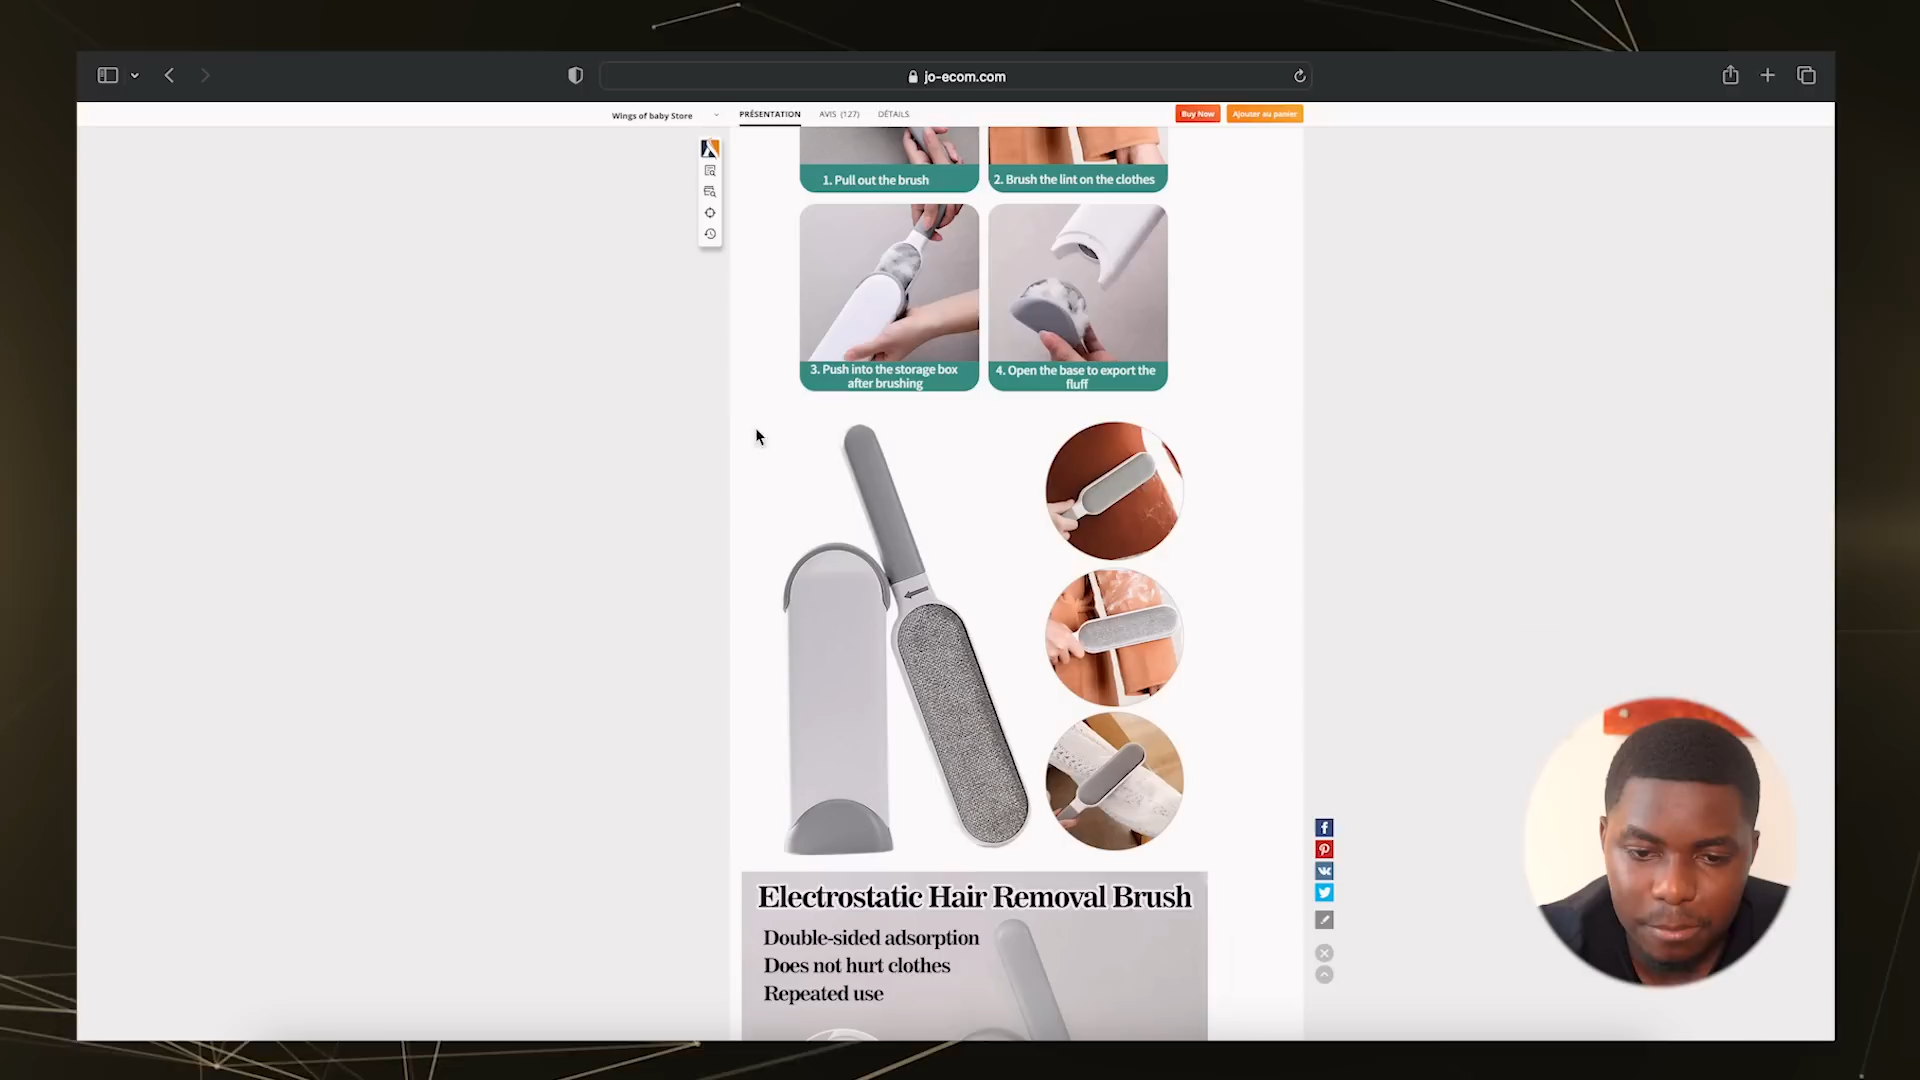 jo-ecom.com
Wings of baby Store
PRÉSENTATION
AVIS (127)
DÉTAILS
Buy Now
Ajouter au panier
1. Pull out the brush
2. Brush the lint on the clothes
3. Push into the storage box
after brushing
4. Open the base to export the
fluff
Electrostatic Hair Removal Brush
Double-sided adsorption
Does not hurt clothes
Repeated use